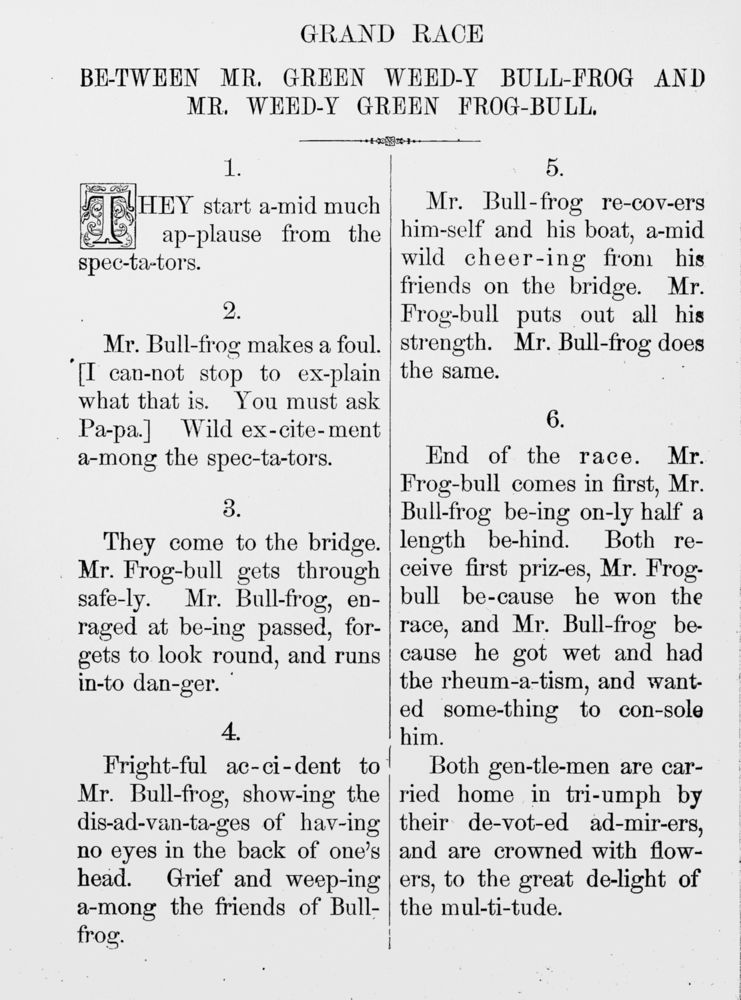 GRAND RACE
BE-TWEEN MR. GREEN WEED-Y BULL-FROG AND
MR. WEED-Y GREEN FROG-BULL.
1.
THEY start a-mid much
ap-plause from the
spec-ta-tors.
2.
Mr. Bull-frog makes a foul.
[I can-not stop to ex-plain
what that is. You must ask
Pa-pa.] Wild ex-cite-ment
a-mong the spec-ta-tors.
3.
They come to the bridge.
Mr. Frog-bull gets through
safe-ly. Mr. Bull-frog, en-
raged at be-ing passed, for-
gets to look round, and runs
in-to dan-ger.
4.
Fright-ful ac-ci-dent to
Mr. Bull-frog, show-ing the
dis-ad-van-ta-ges of hav-ing
no eyes in the back of one's
head. Grief and weep-ing
a-mong the friends of Bull-
frog.
5.
Mr. Bull-frog re-cov-ers
him-self and his boat, a-mid
wild cheer-ing from his
friends on the bridge. Mr.
Frog-bull puts out all his
strength. Mr. Bull-frog does
the same.
6.
End of the race. Mr.
Frog-bull comes in first, Mr.
Bull-frog be-ing on-ly half a
length be-hind. Both re-
ceive first priz-es, Mr. Frog-
bull be-cause he won the
race, and Mr. Bull-frog be-
cause he got wet and had
the rheum-a-tism, and want-
ed some-thing to con-sole
him.
Both gen-tle-men are car-
ried home in tri-umph by
their de-vot-ed ad-mir-ers,
and are crowned with flow-
ers, to the great de-light of
the mul-ti-tude.